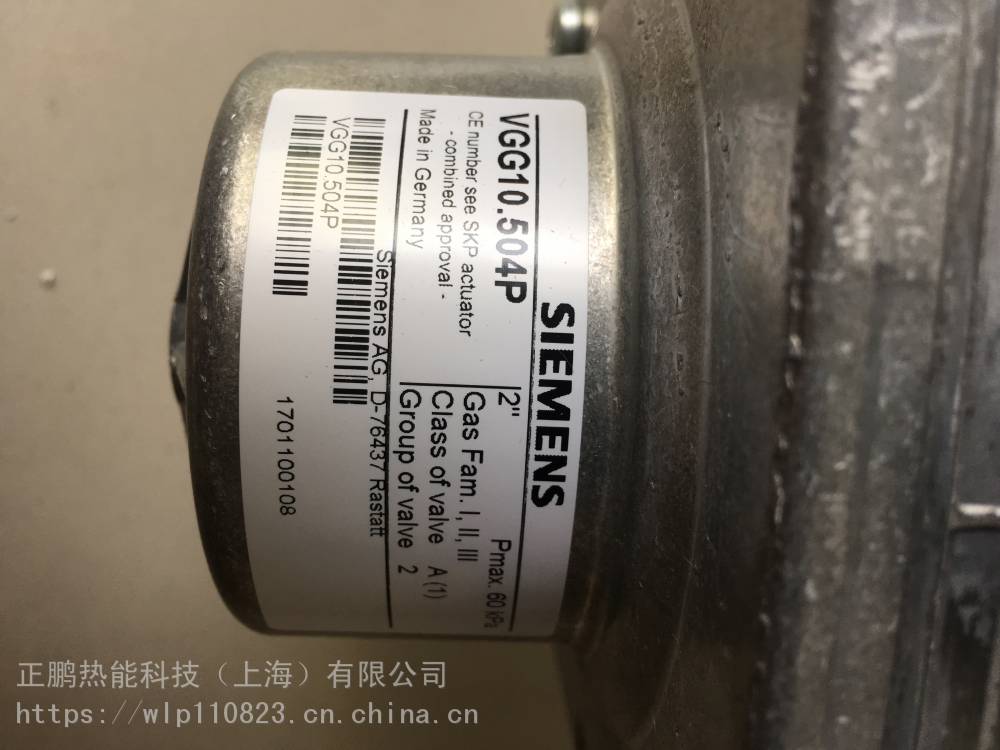 SIEMENS
VGG10.504P
2" Pmax. 60 kPa
CE number see SKP actuator
- combined approval -
Made in Germany
Gas Fam. I, II, III
Class of valve A (1)
Group of valve 2
Siemens AG, D-76437 Rastatt
VGG10.504P
1701100108
正鹏热能科技（上海）有限公司
https://wlp110823.cn.china.cn